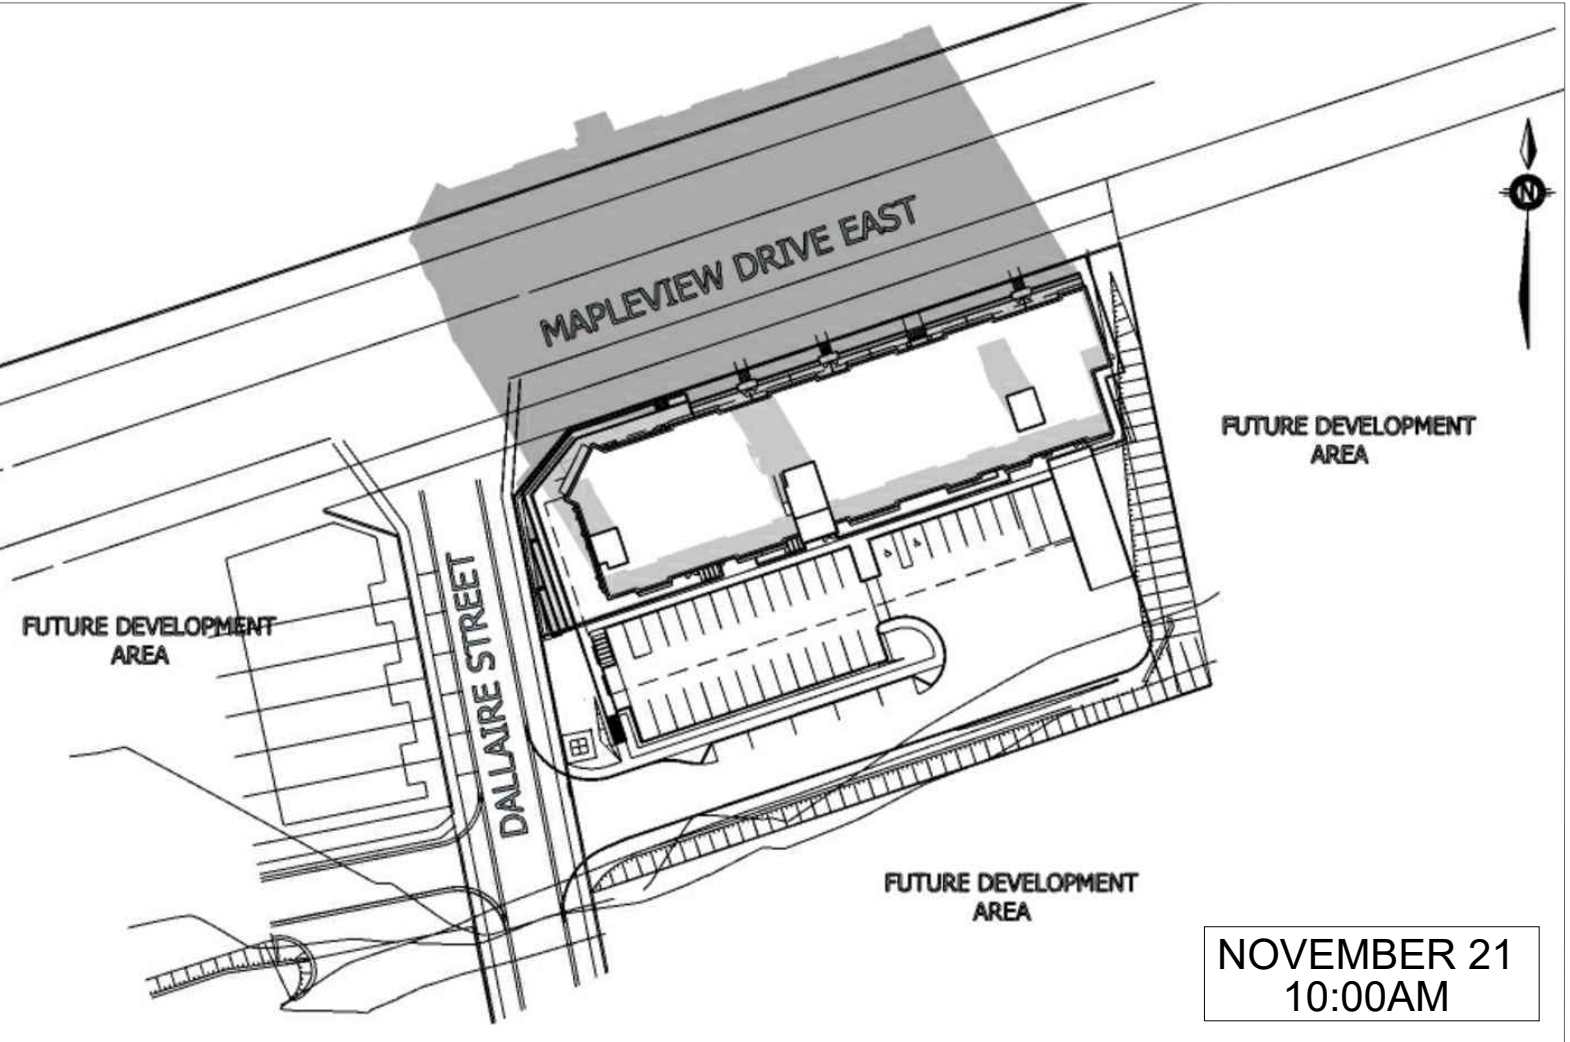 MAPLEVIEW DRIVE EAST
N
FUTURE DEVELOPMENT
AREA
FUTURE DEVELOPMENT
AREA
DALLAIRE STREET
FUTURE DEVELOPMENT
AREA
NOVEMBER 21
10:00AM